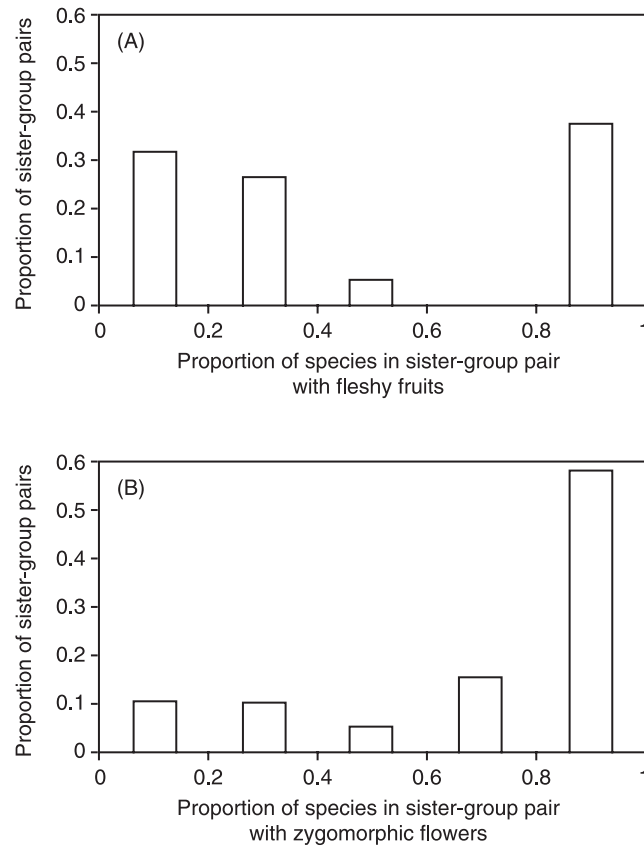 0.6
(A)
0.5
0.4
0.3
0.2
0.1
0
Proportion of sister-group pairs
0 0.2 0.4 0.6 0.8 1
Proportion of species in sister-group pair
with fleshy fruits
0.6
(B)
0.5
0.4
0.3
0.2
0.1
0
Proportion of sister-group pairs
0 0.2 0.4 0.6 0.8 1
Proportion of species in sister-group pair
with zygomorphic flowers